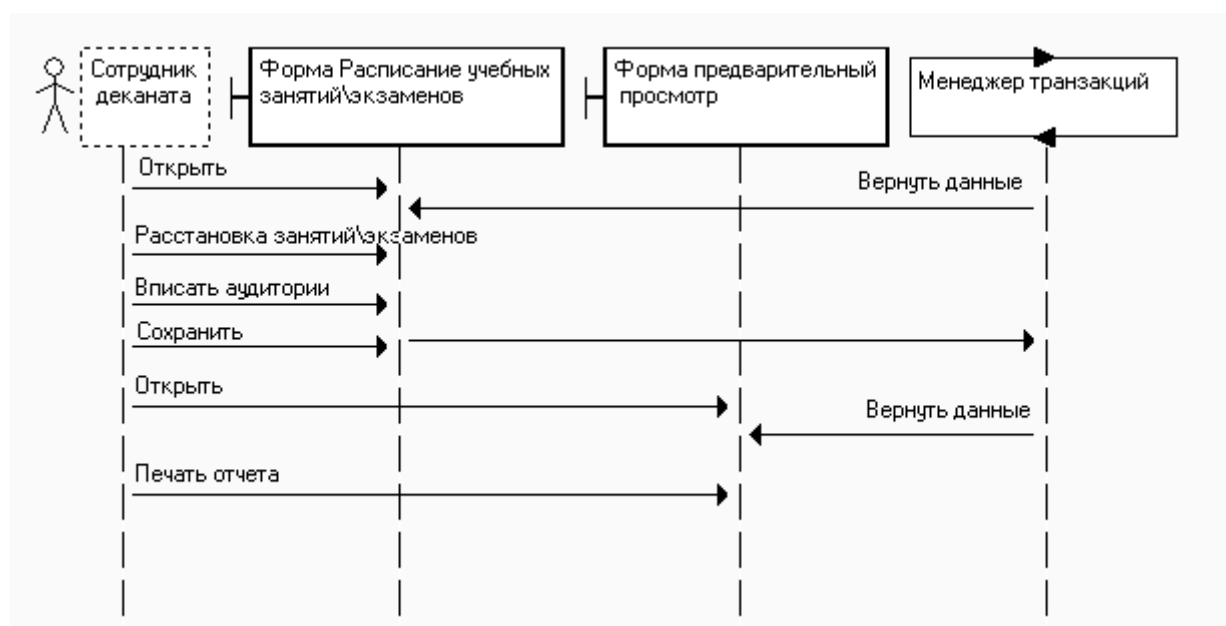 Сотрудник
деканата
Форма Расписание учебных
занятий\экзаменов
Форма предварительный
просмотр
Менеджер транзакций
Открыть
Вернуть данные
Расстановка занятий\экзаменов
Вписать аудитории
Сохранить
Открыть
Вернуть данные
Печать отчета